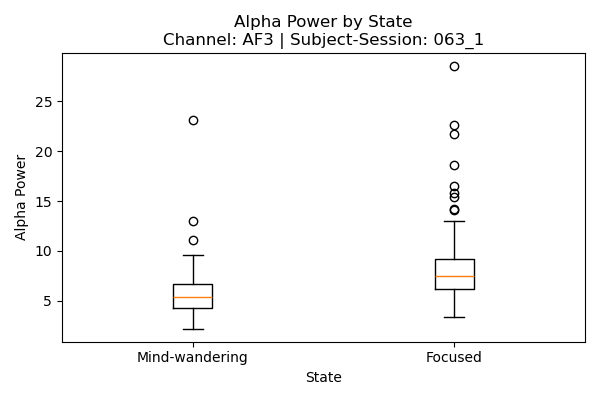 Alpha Power by State
Channel: AF3 | Subject-Session: 063_1
25
20
15
10
5
Alpha Power
Mind-wandering
Focused
State